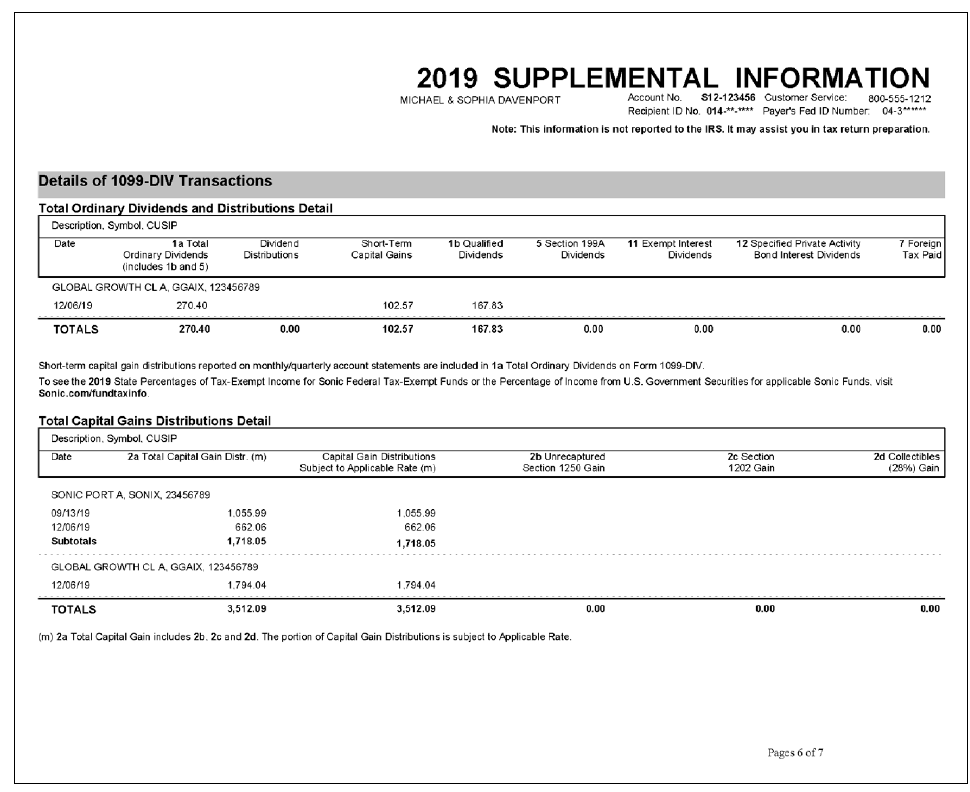 2019 SUPPLEMENTAL INFORMATION
MICHAEL & SOPHIA DAVENPORT Account No. S12-123456 Customer Service: 800-555-1212
Recipient ID No. 014-**-**** Payer's Fed ID Number: 04-3******
Note: This information is not reported to the IRS. It may assist you in tax return preparation.
Details of 1099-DIV Transactions
Total Ordinary Dividends and Distributions Detail
Description, Symbol, CUSIP
Date 1a Total Dividend Short-Term 1b Qualified 5 Section 199A 11 Exempt Interest 12 Specified Private Activity 7 Foreign
Ordinary Dividends Distributions Capital Gains Dividends Dividends Dividends Bond Interest Dividends Tax Paid
(includes 1b and 5)
GLOBAL GROWTH CL A, GGAIX, 123456789
12/06/19 270.40 102.57 167.83
TOTALS 270.40 0.00 102.57 167.83 0.00 0.00 0.00 0.00
Short-term capital gain distributions reported on monthly/quarterly account statements are included in 1a Total Ordinary Dividends on Form 1099-DIV.
To see the 2019 State Percentages of Tax-Exempt Income for Sonic Federal Tax-Exempt Funds or the Percentage of Income from U.S. Government Securities for applicable Sonic Funds, visit
Sonic.com/fundtaxinfo.
Total Capital Gains Distributions Detail
Description, Symbol, CUSIP
Date 2a Total Capital Gain Distr. (m) Capital Gain Distributions 2b Unrecaptured 2c Section 2d Collectibles
Subject to Applicable Rate (m) Section 1250 Gain 1202 Gain (28%) Gain
SONIC PORT A, SONIX, 23456789
09/13/19 1,055.99 1,055.99
12/06/19 662.06 662.06
Subtotals 1,718.05 1,718.05
GLOBAL GROWTH CL A, GGAIX, 123456789
12/06/19 1,794.04 1,794.04
TOTALS 3,512.09 3,512.09 0.00 0.00 0.00
(m) 2a Total Capital Gain includes 2b, 2c and 2d. The portion of Capital Gain Distributions is subject to Applicable Rate.
Pages 6 of 7